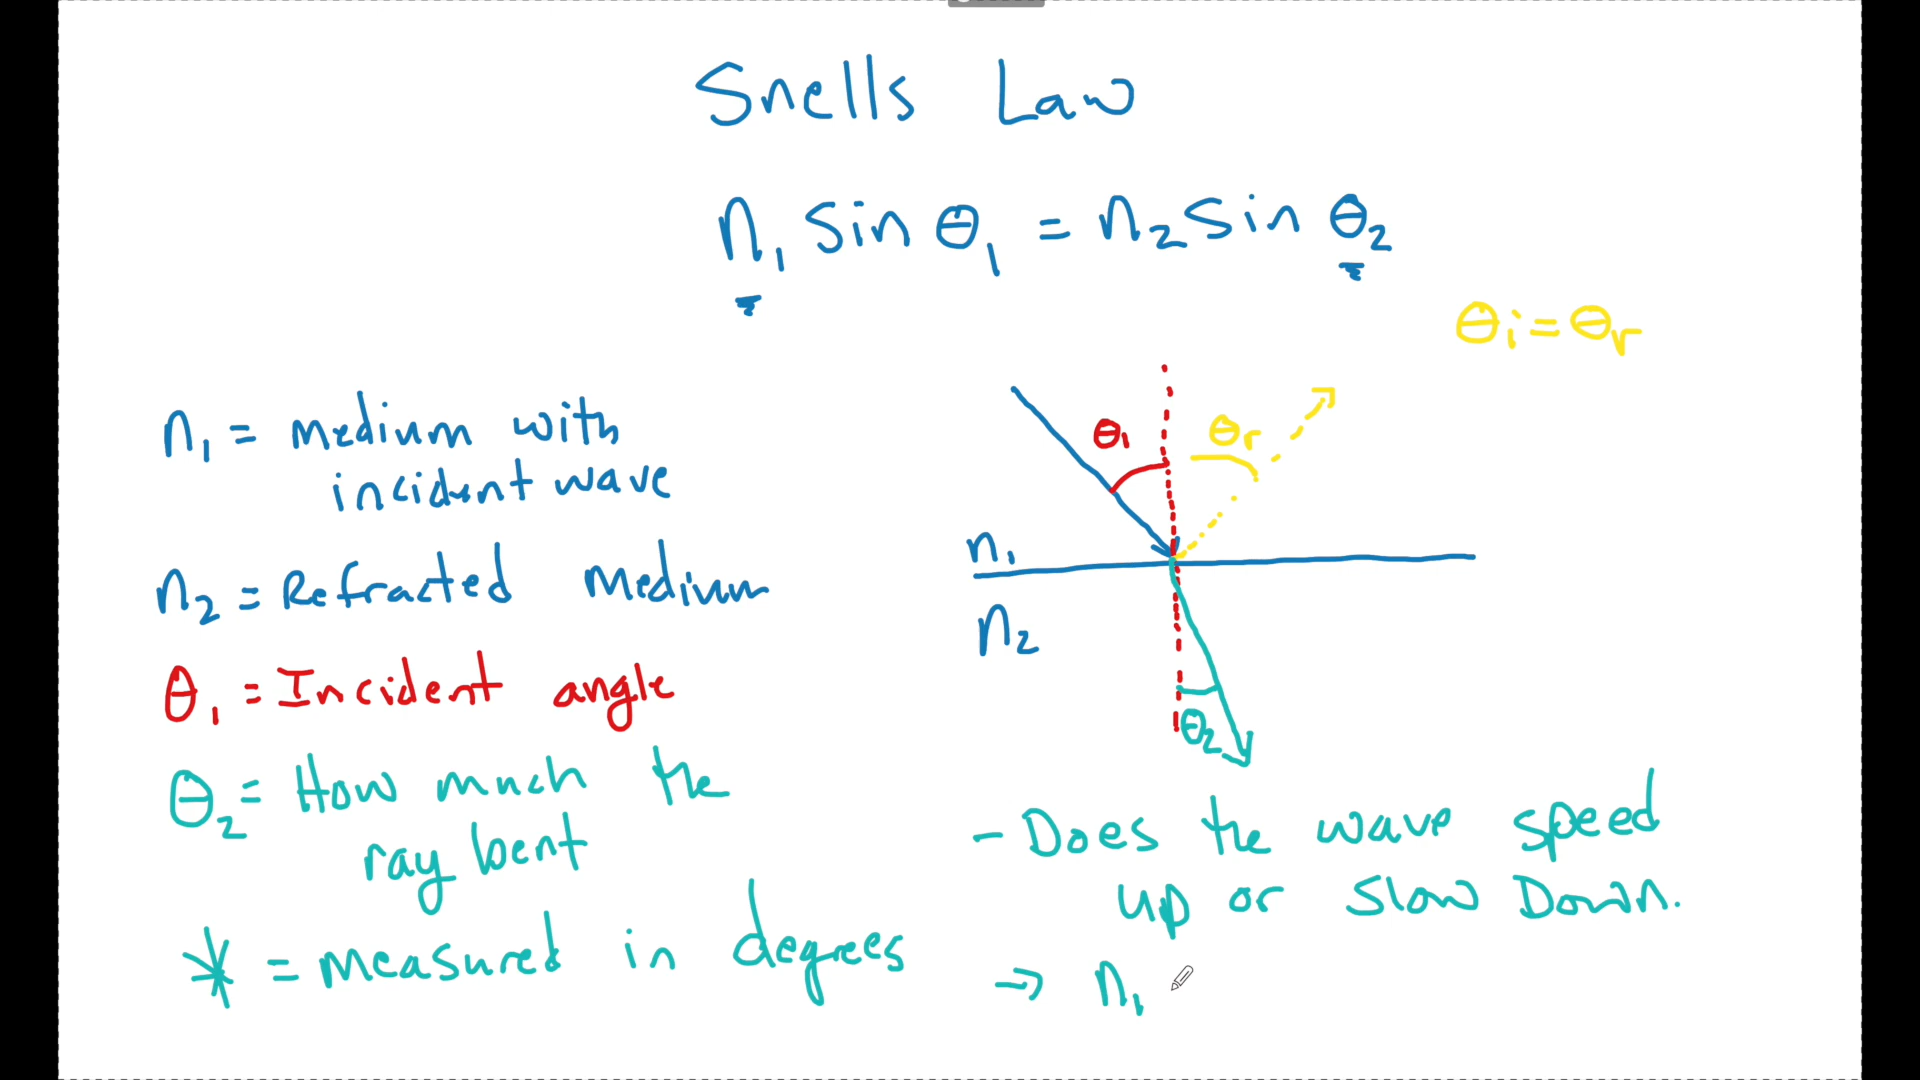 Snells Law
n₁ sin θ₁ = n₂ sin θ₂
θi = θr
n₁ = medium with
incident wave
n₂ = Refracted medium
θ₁ = Incident angle
θ₂ = How much the
ray bent
* = measured in degrees
θ₁
θr
n₁
n₂
θ₂
- Does the wave speed
up or slow Down.
→ n₁